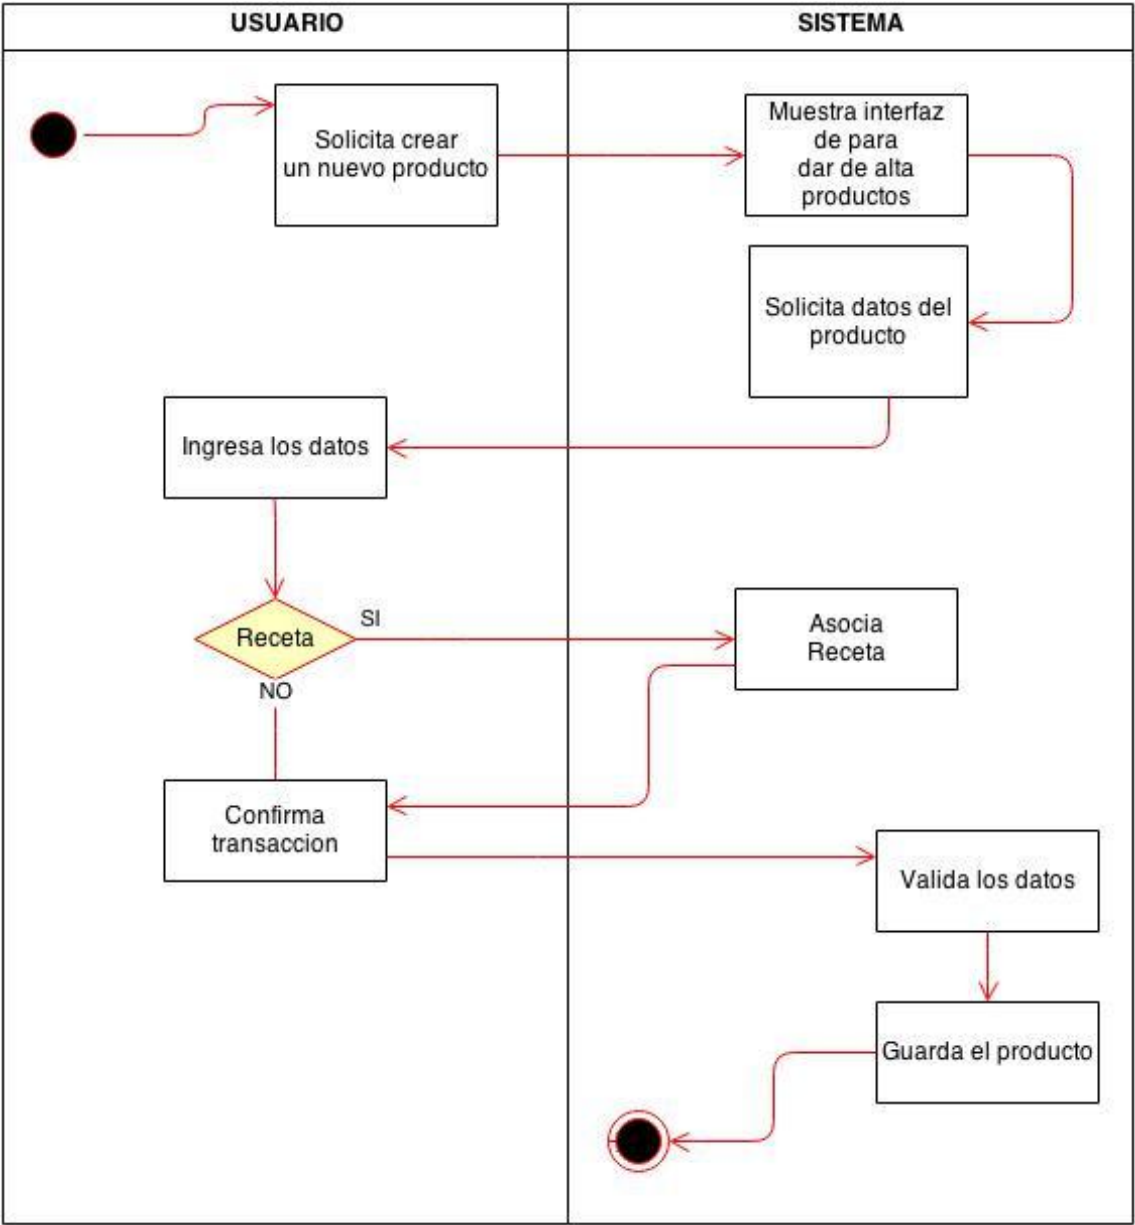 USUARIO
SISTEMA
Solicita crear
un nuevo producto
Muestra interfaz
de para
dar de alta
productos
Solicita datos del
producto
Ingresa los datos
Receta
SI
NO
Asocia
Receta
Confirma
transaccion
Valida los datos
Guarda el producto